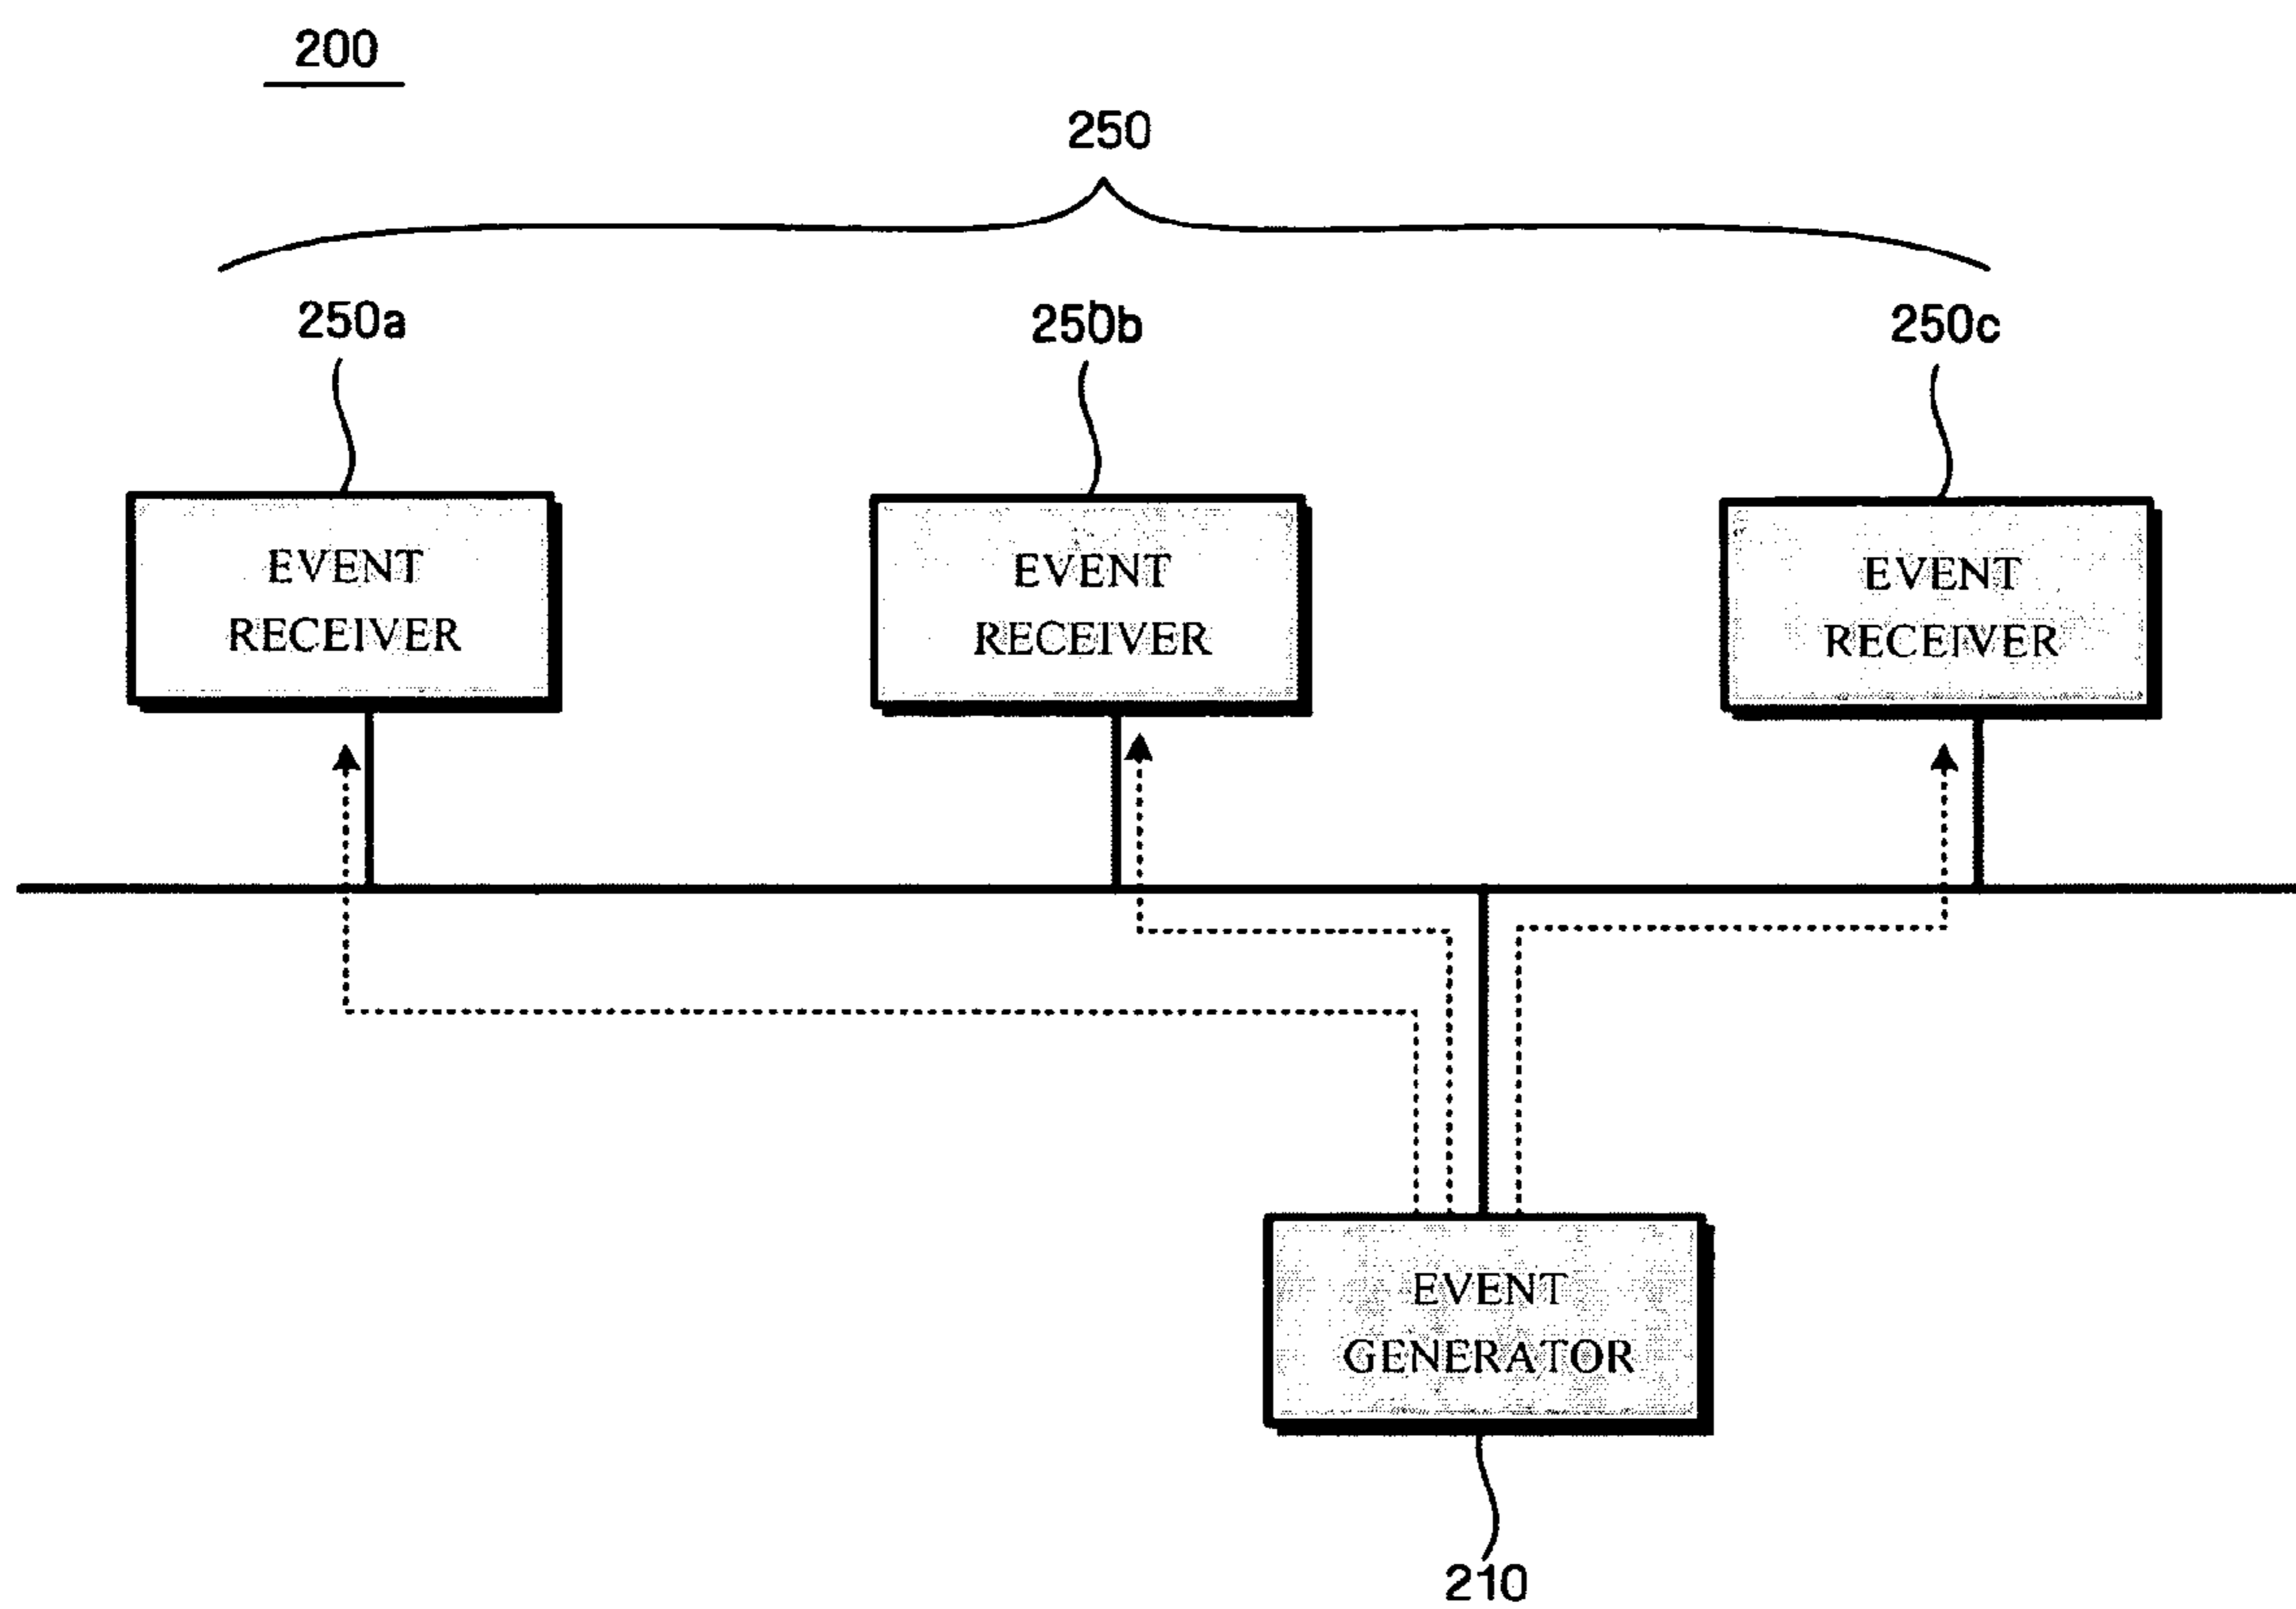 200
250
250a
250b
250c
EVENT
RECEIVER
EVENT
RECEIVER
EVENT
RECEIVER
EVENT
GENERATOR
210